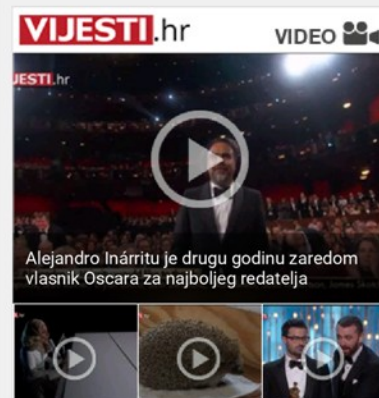 VIJESTI.hr
VIDEO
JESTI.hr
Alejandro Inárritu je drugu godinu zaredom
vlasnik Oscara za najboljeg redatelja